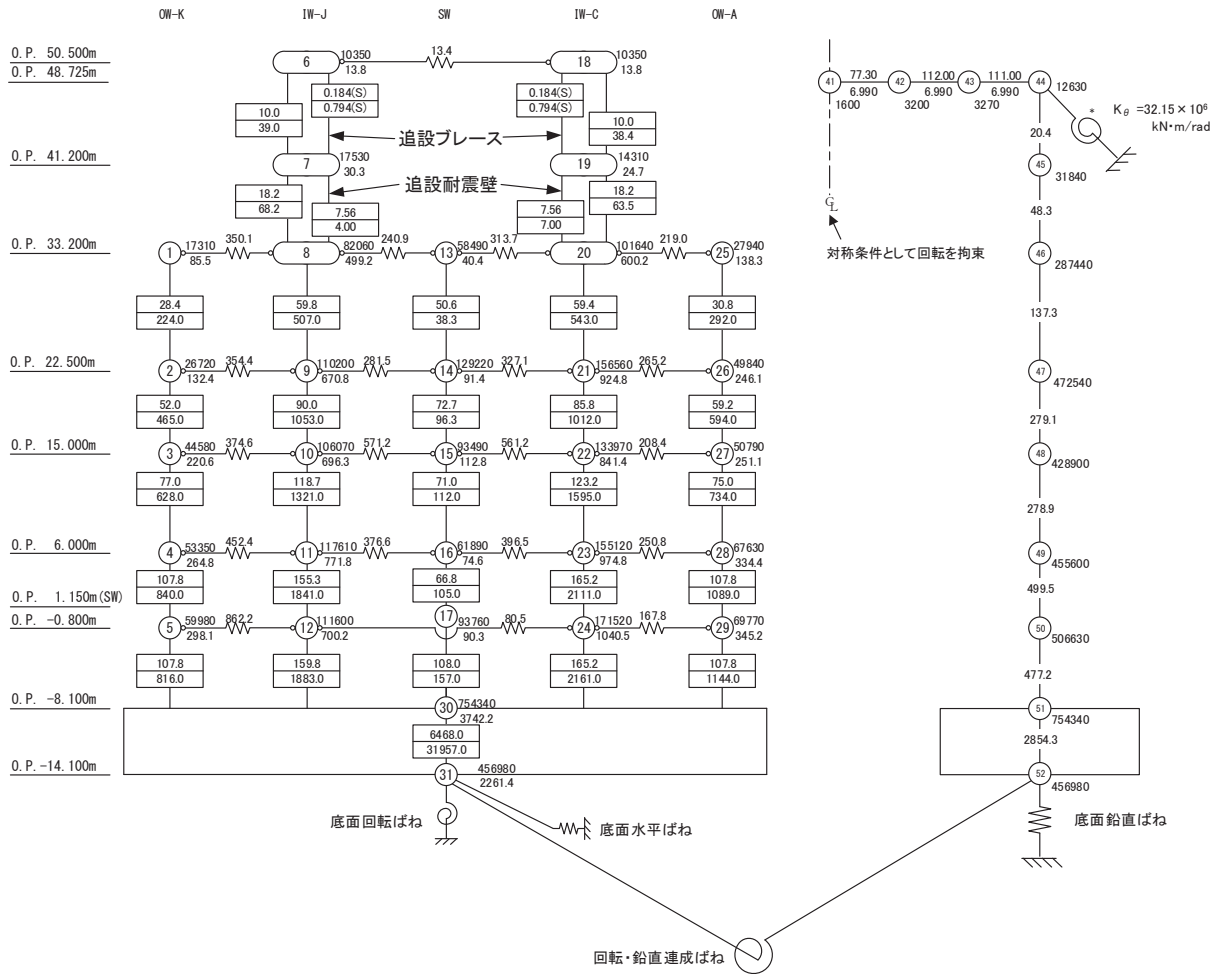 OW-K IW-J SW IW-C OW-A
O.P. 50.500m
O.P. 48.725m
6 10350 13.4 18 10350
13.8 13.8
0.184(S) 0.184(S)
0.794(S) 0.794(S)
10.0 10.0
39.0 38.4
追設ブレース
O.P. 41.200m
7 17530 19 14310
30.3 24.7
追設耐震壁
18.2 18.2
68.2 63.5
7.56 7.56
4.00 7.00
O.P. 33.200m
1 17310 350.1 8 82060 240.9 13 58490 313.7 20 101640 219.0 25 27940
85.5 499.2 40.4 600.2 138.3
28.4 59.8 50.6 59.4 30.8
224.0 507.0 38.3 543.0 292.0
O.P. 22.500m
2 26720 354.4 9 110200 281.5 14 129220 327.1 21 156560 265.2 26 49840
132.4 670.8 91.4 924.8 246.1
52.0 90.0 72.7 85.8 59.2
465.0 1053.0 96.3 1012.0 594.0
O.P. 15.000m
3 44580 374.6 10 106070 571.2 15 93490 561.2 22 133970 208.4 27 50790
220.6 696.3 112.8 841.4 251.1
77.0 118.7 71.0 123.2 75.0
628.0 1321.0 112.0 1595.0 734.0
O.P. 6.000m
4 53350 452.4 11 117610 376.6 16 61890 396.5 23 155120 250.8 28 67630
264.8 771.8 74.6 974.8 334.4
107.8 155.3 66.8 165.2 107.8
840.0 1841.0 105.0 2111.0 1089.0
O.P. 1.150m(SW)
O.P. -0.800m
5 59980 862.2 12 111600 17 93760 80.5 24 171520 167.8 29 69770
298.1 700.2 90.3 1040.5 345.2
107.8 159.8 108.0 165.2 107.8
816.0 1883.0 157.0 2161.0 1144.0
O.P. -8.100m
30 754340
3742.2
6468.0
31957.0
O.P.-14.100m
31 456980
2261.4
底面回転ばね
底面水平ばね
回転・鉛直連成ばね
41 77.30 42 112.00 43 111.00 44
6.990 6.990 6.990
1600 3200 3270 12630
* Kθ =32.15×10⁶
kN・m/rad
20.4
45
31840
48.3
CL
対称条件として回転を拘束
46
287440
137.3
47
472540
279.1
48
428900
278.9
49
455600
499.5
50
506630
477.2
51
754340
2854.3
52
456980
底面鉛直ばね